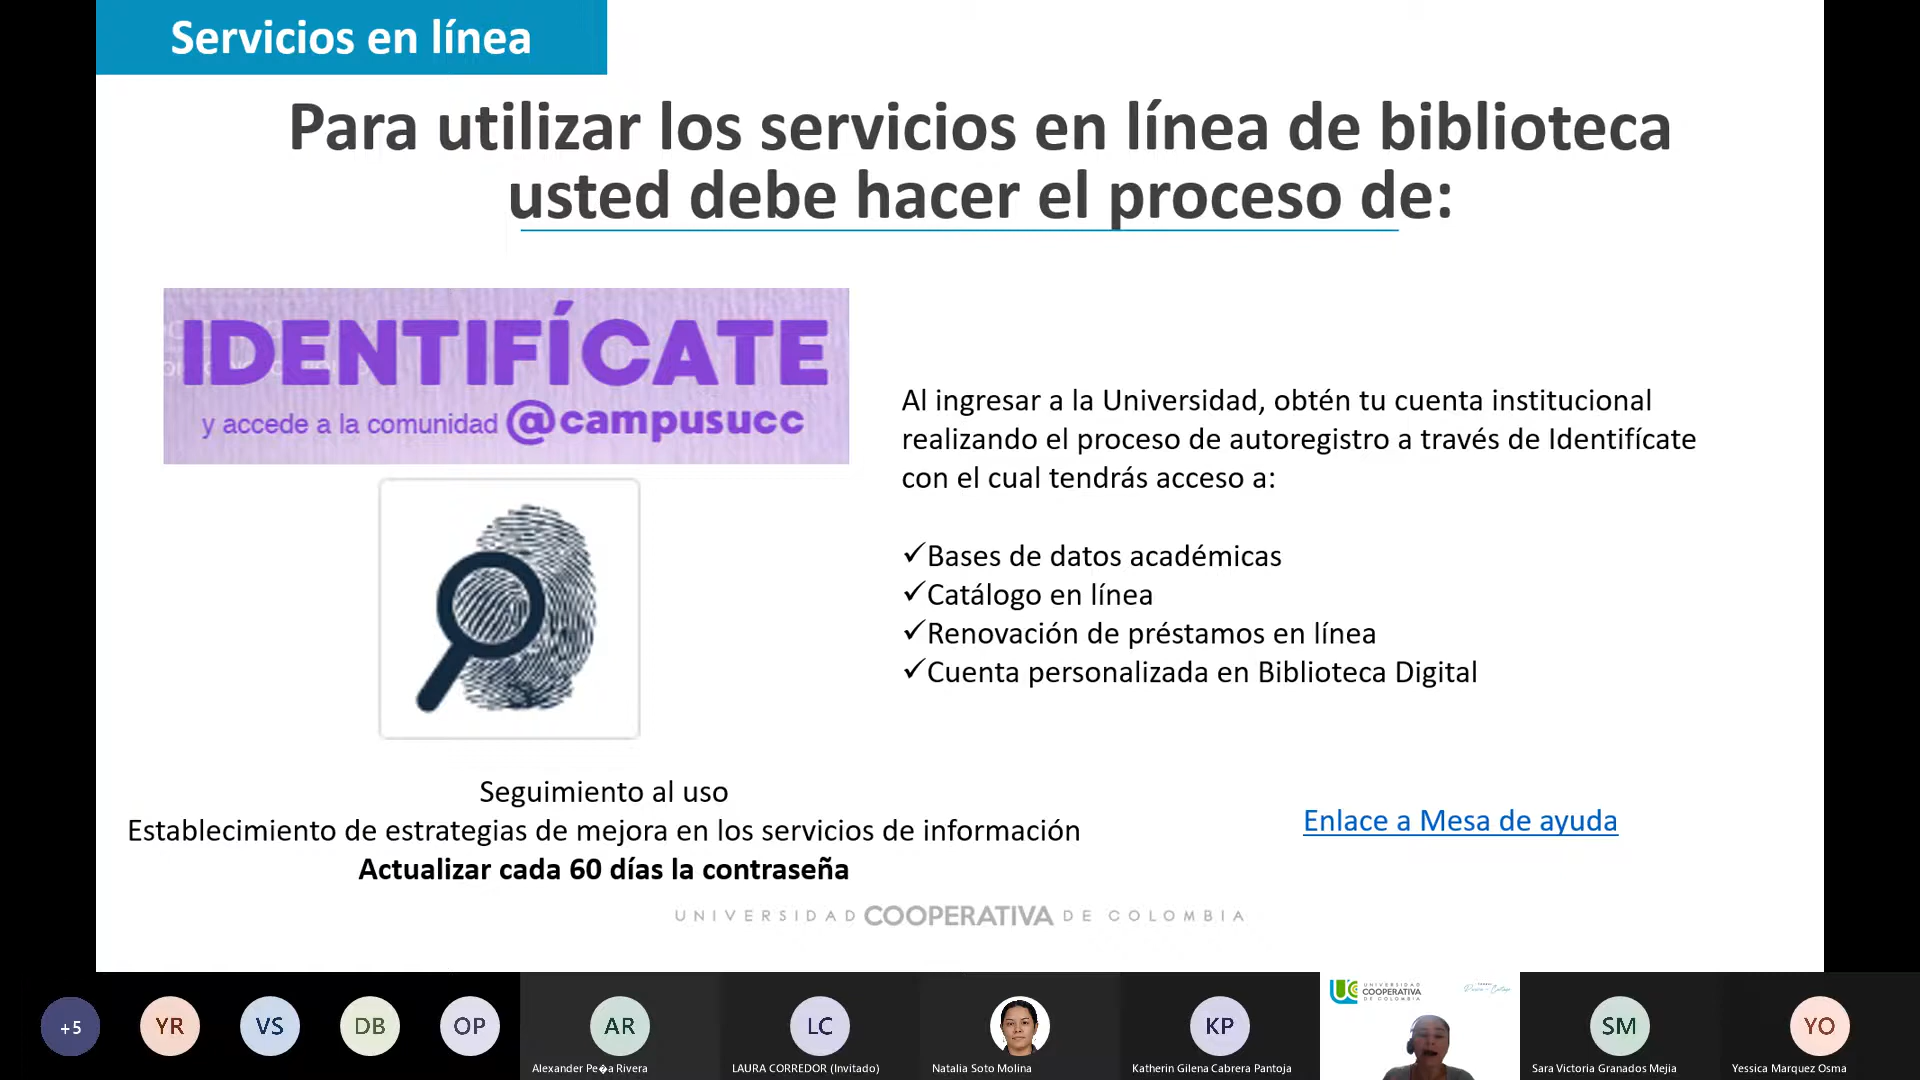 Servicios en línea
Para utilizar los servicios en línea de biblioteca
usted debe hacer el proceso de:
IDENTIFÍCATE
y accede a la comunidad @campusucc
Al ingresar a la Universidad, obtén tu cuenta institucional
realizando el proceso de autoregistro a través de Identifícate
con el cual tendrás acceso a:
✓Bases de datos académicas
✓Catálogo en línea
✓Renovación de préstamos en línea
✓Cuenta personalizada en Biblioteca Digital
Seguimiento al uso
Establecimiento de estrategias de mejora en los servicios de información
Actualizar cada 60 días la contraseña
Enlace a Mesa de ayuda
UNIVERSIDAD COOPERATIVA DE COLOMBIA
+5
YR
VS
DB
OP
AR
Alexander Pe�a Rivera
LC
LAURA CORREDOR (Invitado)
Natalia Soto Molina
KP
Katherin Gilena Cabrera Pantoja
UNIVERSIDAD
COOPERATIVA
DE COLOMBIA
SM
Sara Victoria Granados Mejia
YO
Yessica Marquez Osma